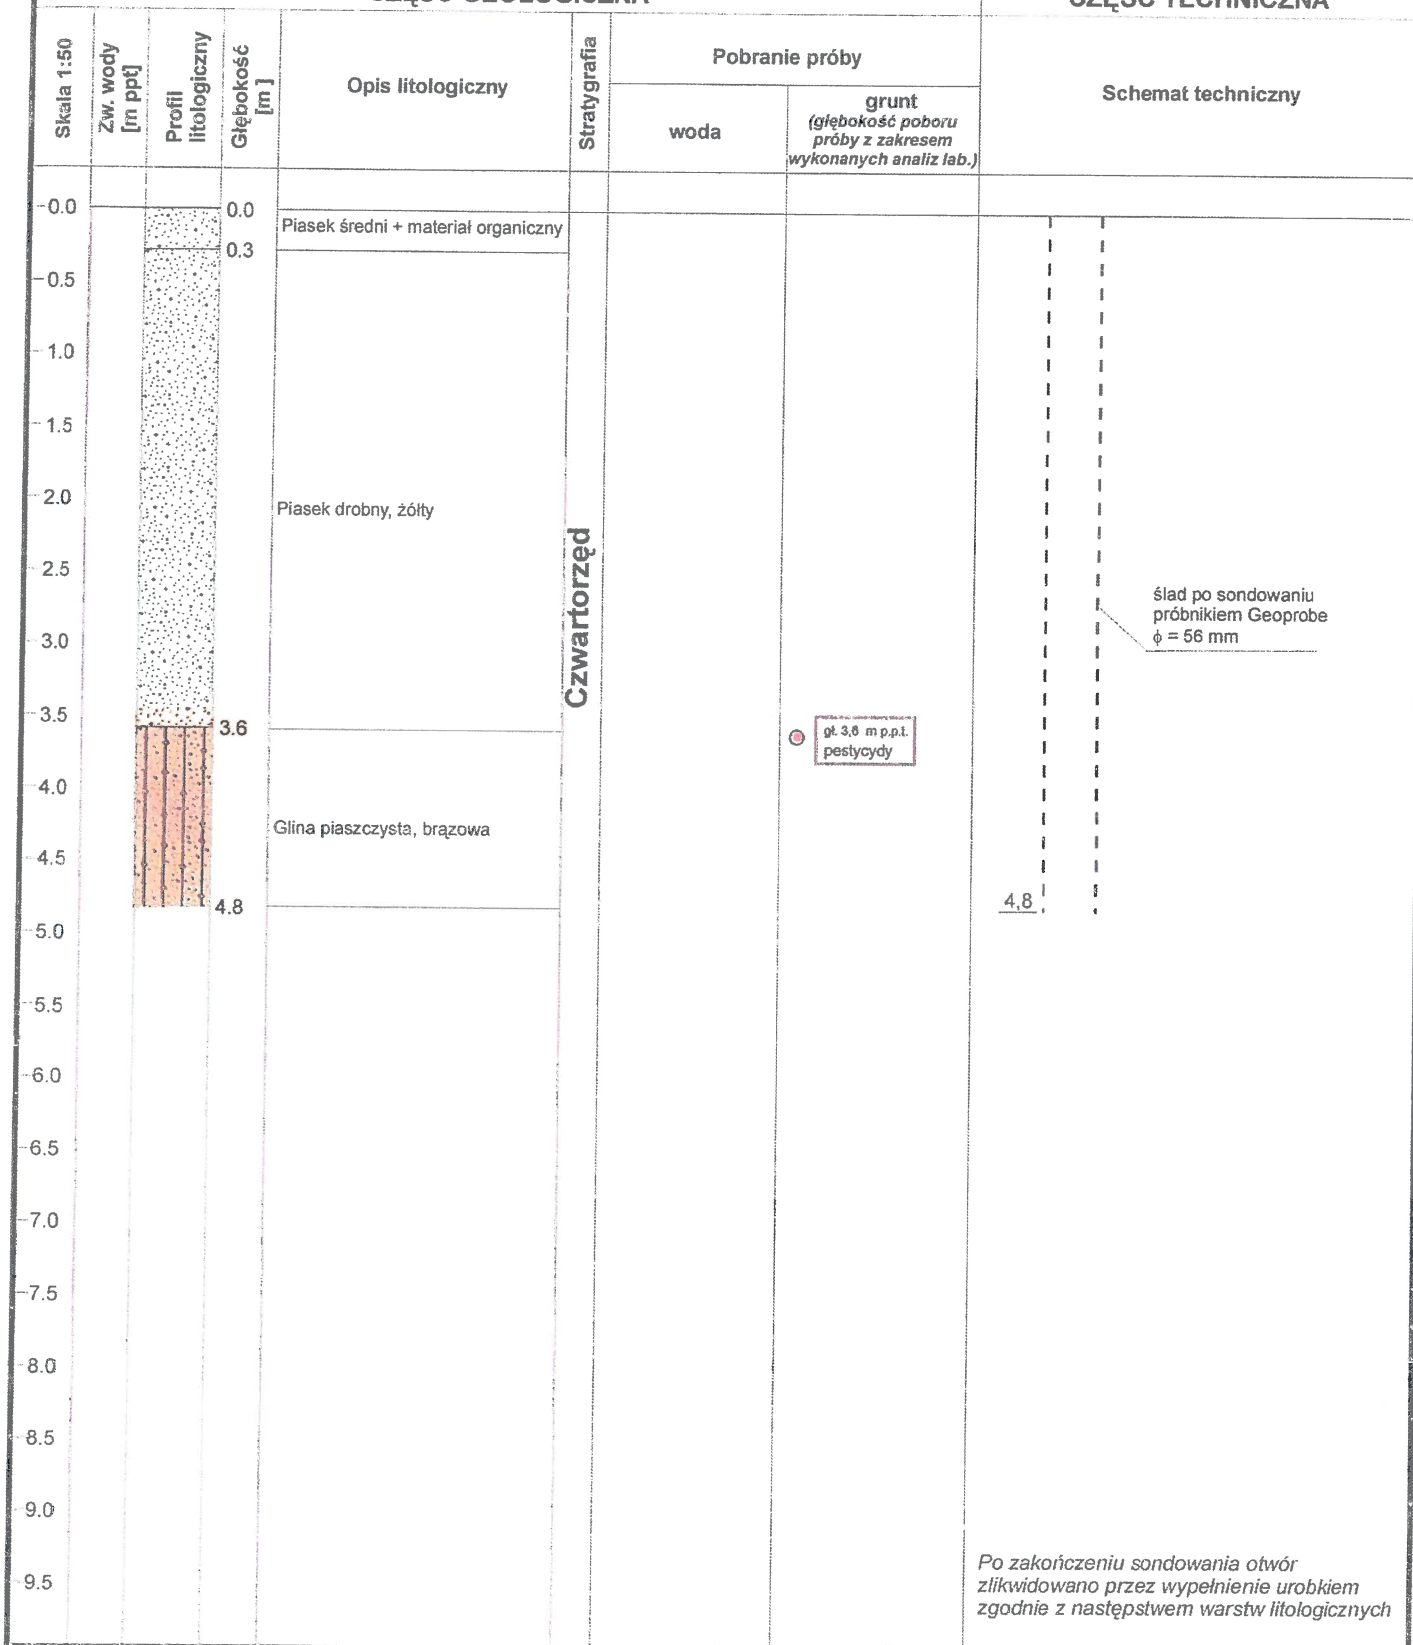 CZĘŚĆ GEOLOGICZNA
CZĘŚĆ TECHNICZNA
Skala 1:50
Zw. wody
[m ppt]
Profil
litologiczny
Głębokość
[m ]
Opis litologiczny
Stratygrafia
Pobranie próby
woda
grunt
(głębokość poboru
próby z zakresem
wykonanych analiz lab.)
Schemat techniczny
0.0
0.0
Piasek średni + materiał organiczny
0.3
0.5
1.0
1.5
2.0
Piasek drobny, żółty
2.5
Czwartorzęd
ślad po sondowaniu
próbnikiem Geoprobe
ϕ = 56 mm
3.0
3.5
3.6
gł. 3,6 m p.p.t.
pestycydy
4.0
Glina piaszczysta, brązowa
4.5
4.8
4,8
5.0
5.5
6.0
6.5
7.0
7.5
8.0
8.5
9.0
9.5
Po zakończeniu sondowania otwór
zlikwidowano przez wypełnienie urobkiem
zgodnie z następstwem warstw litologicznych